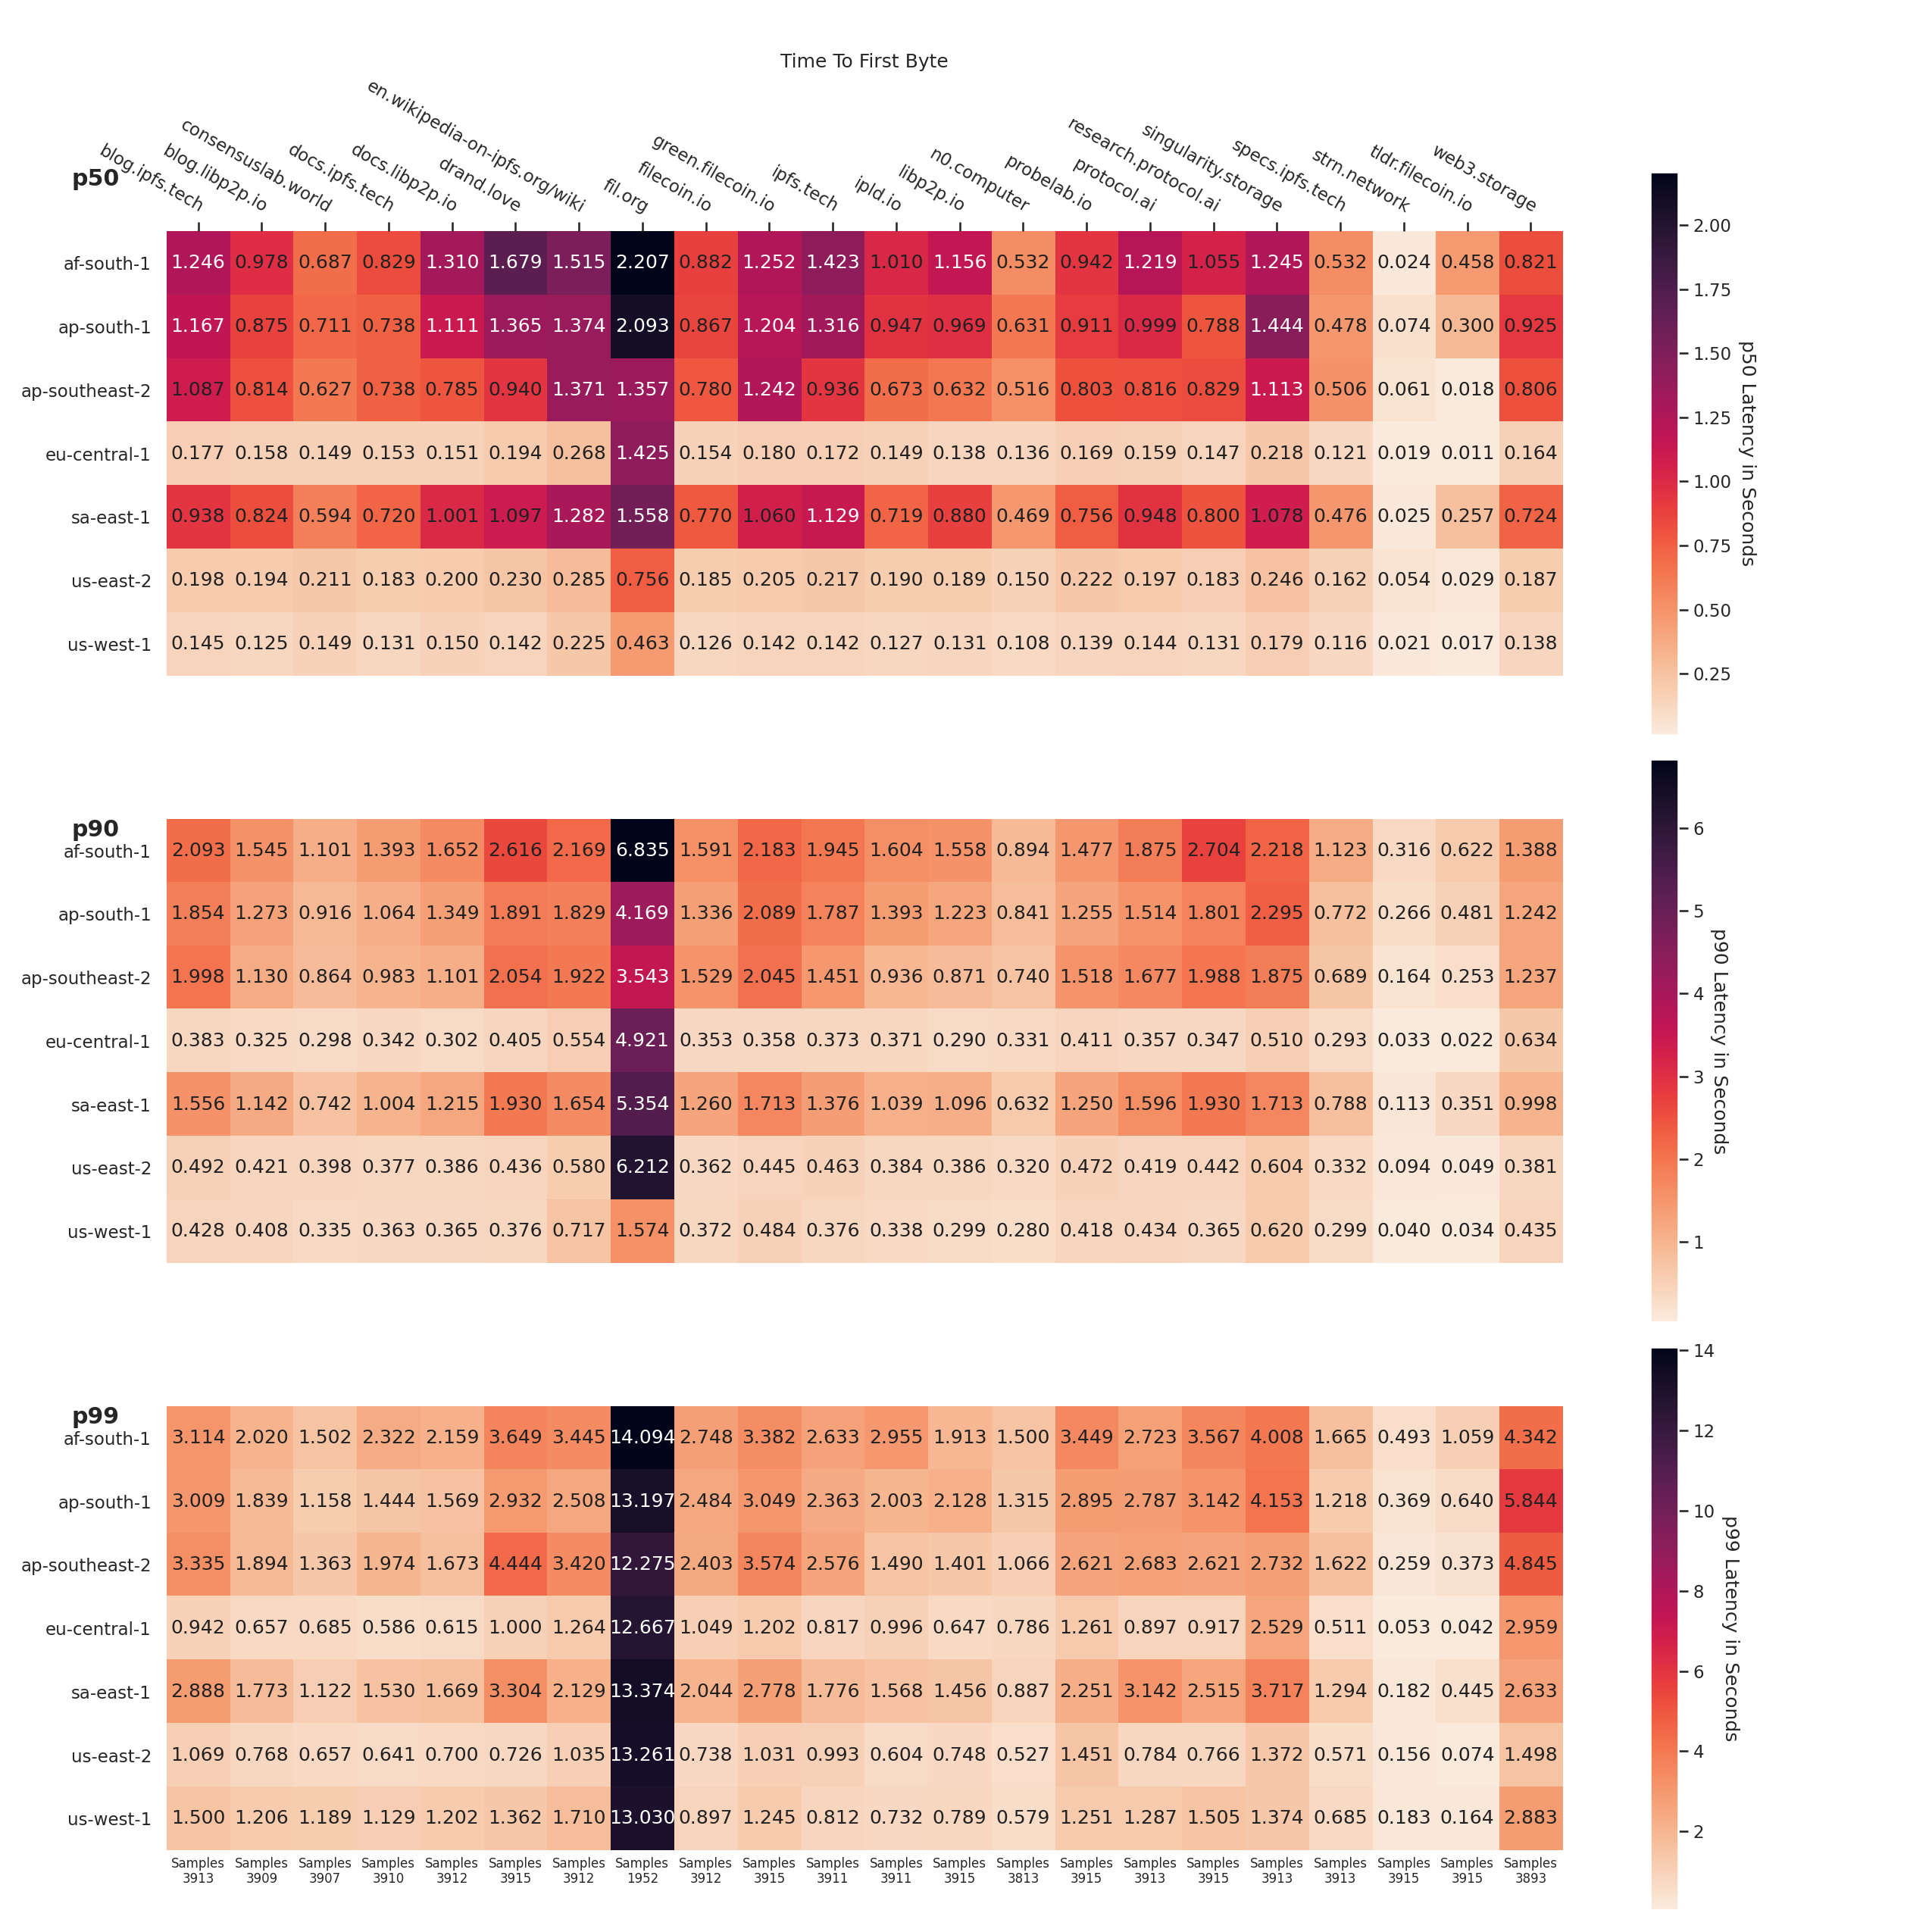 Time To First Byte
blog.ipfs.tech
blog.libp2p.io
consensuslab.world
docs.ipfs.tech
docs.libp2p.io
drand.love
en.wikipedia-on-ipfs.org/wiki
fil.org
filecoin.io
green.filecoin.io
ipfs.tech
ipld.io
libp2p.io
n0.computer
probelab.io
protocol.ai
research.protocol.ai
singularity.storage
specs.ipfs.tech
strn.network
tldr.filecoin.io
web3.storage
p50
af-south-1 1.246 0.978 0.687 0.829 1.310 1.679 1.515 2.207 0.882 1.252 1.423 1.010 1.156 0.532 0.942 1.219 1.055 1.245 0.532 0.024 0.458 0.821
ap-south-1 1.167 0.875 0.711 0.738 1.111 1.365 1.374 2.093 0.867 1.204 1.316 0.947 0.969 0.631 0.911 0.999 0.788 1.444 0.478 0.074 0.300 0.925
ap-southeast-2 1.087 0.814 0.627 0.738 0.785 0.940 1.371 1.357 0.780 1.242 0.936 0.673 0.632 0.516 0.803 0.816 0.829 1.113 0.506 0.061 0.018 0.806
eu-central-1 0.177 0.158 0.149 0.153 0.151 0.194 0.268 1.425 0.154 0.180 0.172 0.149 0.138 0.136 0.169 0.159 0.147 0.218 0.121 0.019 0.011 0.164
sa-east-1 0.938 0.824 0.594 0.720 1.001 1.097 1.282 1.558 0.770 1.060 1.129 0.719 0.880 0.469 0.756 0.948 0.800 1.078 0.476 0.025 0.257 0.724
us-east-2 0.198 0.194 0.211 0.183 0.200 0.230 0.285 0.756 0.185 0.205 0.217 0.190 0.189 0.150 0.222 0.197 0.183 0.246 0.162 0.054 0.029 0.187
us-west-1 0.145 0.125 0.149 0.131 0.150 0.142 0.225 0.463 0.126 0.142 0.142 0.127 0.131 0.108 0.139 0.144 0.131 0.179 0.116 0.021 0.017 0.138
2.00
1.75
1.50
1.25
1.00
0.75
0.50
0.25
p50 Latency in Seconds
p90
af-south-1 2.093 1.545 1.101 1.393 1.652 2.616 2.169 6.835 1.591 2.183 1.945 1.604 1.558 0.894 1.477 1.875 2.704 2.218 1.123 0.316 0.622 1.388
ap-south-1 1.854 1.273 0.916 1.064 1.349 1.891 1.829 4.169 1.336 2.089 1.787 1.393 1.223 0.841 1.255 1.514 1.801 2.295 0.772 0.266 0.481 1.242
ap-southeast-2 1.998 1.130 0.864 0.983 1.101 2.054 1.922 3.543 1.529 2.045 1.451 0.936 0.871 0.740 1.518 1.677 1.988 1.875 0.689 0.164 0.253 1.237
eu-central-1 0.383 0.325 0.298 0.342 0.302 0.405 0.554 4.921 0.353 0.358 0.373 0.371 0.290 0.331 0.411 0.357 0.347 0.510 0.293 0.033 0.022 0.634
sa-east-1 1.556 1.142 0.742 1.004 1.215 1.930 1.654 5.354 1.260 1.713 1.376 1.039 1.096 0.632 1.250 1.596 1.930 1.713 0.788 0.113 0.351 0.998
us-east-2 0.492 0.421 0.398 0.377 0.386 0.436 0.580 6.212 0.362 0.445 0.463 0.384 0.386 0.320 0.472 0.419 0.442 0.604 0.332 0.094 0.049 0.381
us-west-1 0.428 0.408 0.335 0.363 0.365 0.376 0.717 1.574 0.372 0.484 0.376 0.338 0.299 0.280 0.418 0.434 0.365 0.620 0.299 0.040 0.034 0.435
6
5
4
3
2
1
p90 Latency in Seconds
p99
af-south-1 3.114 2.020 1.502 2.322 2.159 3.649 3.445 14.094 2.748 3.382 2.633 2.955 1.913 1.500 3.449 2.723 3.567 4.008 1.665 0.493 1.059 4.342
ap-south-1 3.009 1.839 1.158 1.444 1.569 2.932 2.508 13.197 2.484 3.049 2.363 2.003 2.128 1.315 2.895 2.787 3.142 4.153 1.218 0.369 0.640 5.844
ap-southeast-2 3.335 1.894 1.363 1.974 1.673 4.444 3.420 12.275 2.403 3.574 2.576 1.490 1.401 1.066 2.621 2.683 2.621 2.732 1.622 0.259 0.373 4.845
eu-central-1 0.942 0.657 0.685 0.586 0.615 1.000 1.264 12.667 1.049 1.202 0.817 0.996 0.647 0.786 1.261 0.897 0.917 2.529 0.511 0.053 0.042 2.959
sa-east-1 2.888 1.773 1.122 1.530 1.669 3.304 2.129 13.374 2.044 2.778 1.776 1.568 1.456 0.887 2.251 3.142 2.515 3.717 1.294 0.182 0.445 2.633
us-east-2 1.069 0.768 0.657 0.641 0.700 0.726 1.035 13.261 0.738 1.031 0.993 0.604 0.748 0.527 1.451 0.784 0.766 1.372 0.571 0.156 0.074 1.498
us-west-1 1.500 1.206 1.189 1.129 1.202 1.362 1.710 13.030 0.897 1.245 0.812 0.732 0.789 0.579 1.251 1.287 1.505 1.374 0.685 0.183 0.164 2.883
Samples Samples Samples Samples Samples Samples Samples Samples Samples Samples Samples Samples Samples Samples Samples Samples Samples Samples Samples Samples Samples Samples
3913 3909 3907 3910 3912 3915 3912 1952 3912 3915 3911 3911 3915 3813 3915 3913 3915 3913 3913 3915 3915 3893
14
12
10
8
6
4
2
p99 Latency in Seconds